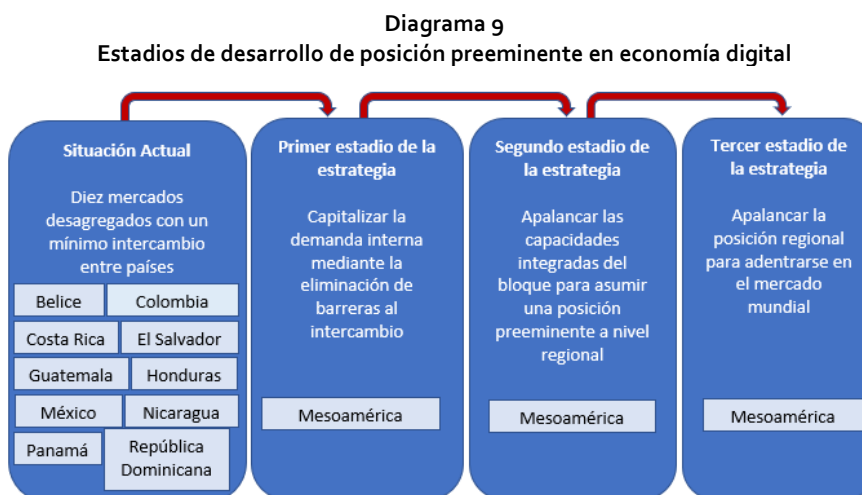 Diagrama 9
Estadios de desarrollo de posición preeminente en economía digital
Situación Actual
Diez mercados
desagregados con un
mínimo intercambio
entre países
Belice
Colombia
Costa Rica
El Salvador
Guatemala
Honduras
México
Nicaragua
Panamá
República
Dominicana
Primer estadio de la
estrategia
Capitalizar la
demanda interna
mediante la
eliminación de
barreras al
intercambio
Mesoamérica
Segundo estadio de
la estrategia
Apalancar las
capacidades
integradas del
bloque para asumir
una posición
preeminente a nivel
regional
Mesoamérica
Tercer estadio de
la estrategia
Apalancar la
posición regional
para adentrarse en
el mercado
mundial
Mesoamérica